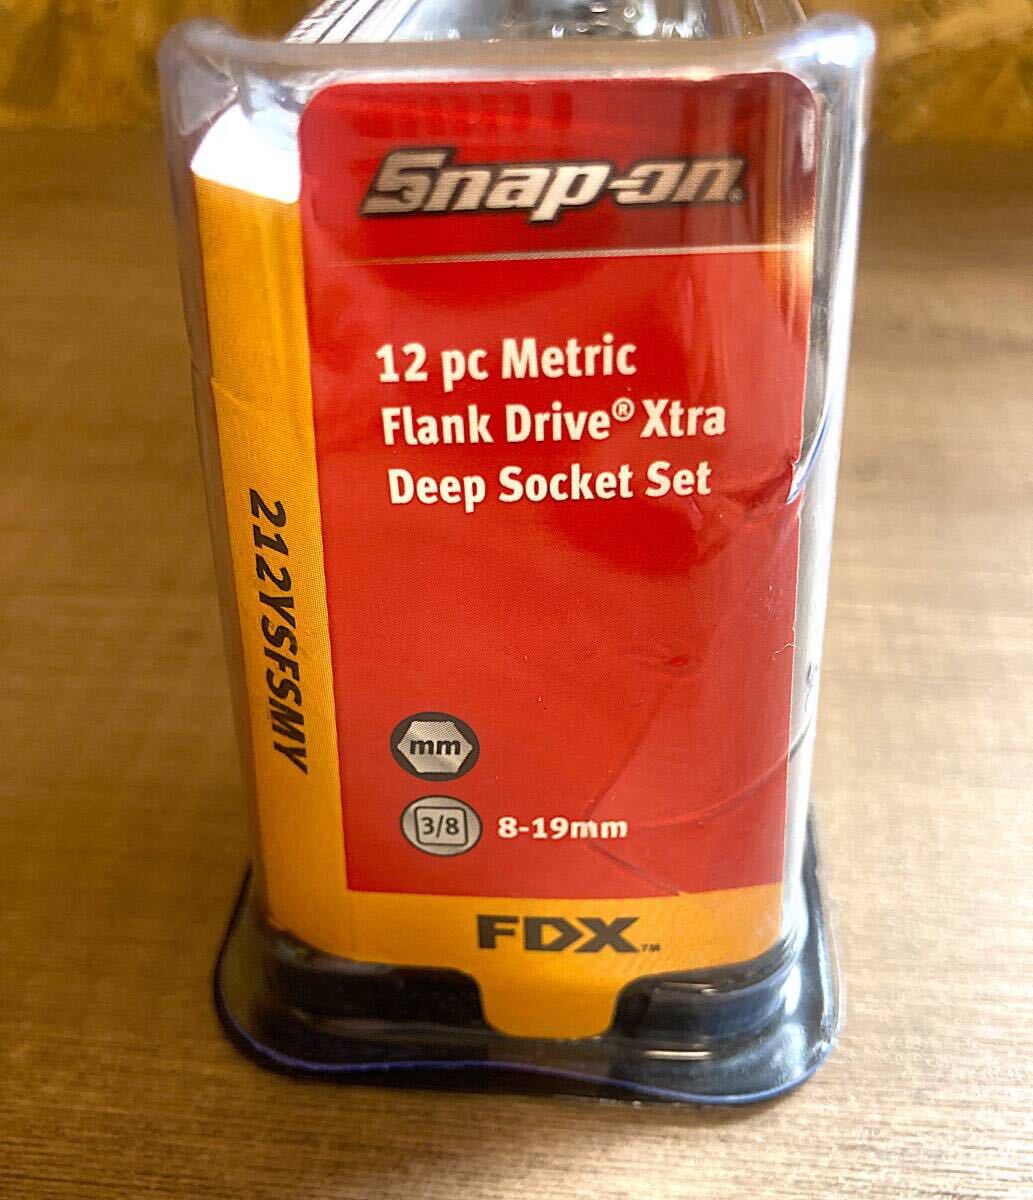 Snap-on®
12 pc Metric
Flank Drive® Xtra
Deep Socket Set
212YSFSMY
mm
3/8 8-19mm
FDX™